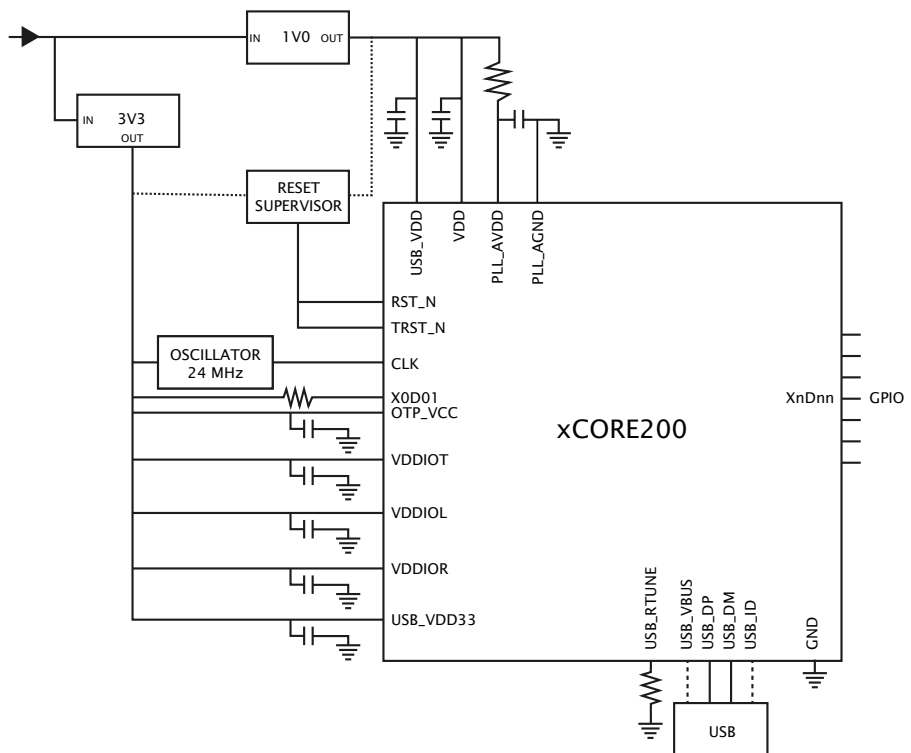 IN 1V0 OUT
IN 3V3
OUT
RESET
SUPERVISOR
USB_VDD
VDD
PLL_AVDD
PLL_AGND
RST_N
TRST_N
OSCILLATOR
24 MHz
CLK
X0D01
OTP_VCC
XnDnn
GPIO
xCORE200
VDDIOT
VDDIOL
VDDIOR
USB_VDD33
USB_RTUNE
USB_VBUS
USB_DP
USB_DM
USB_ID
GND
USB